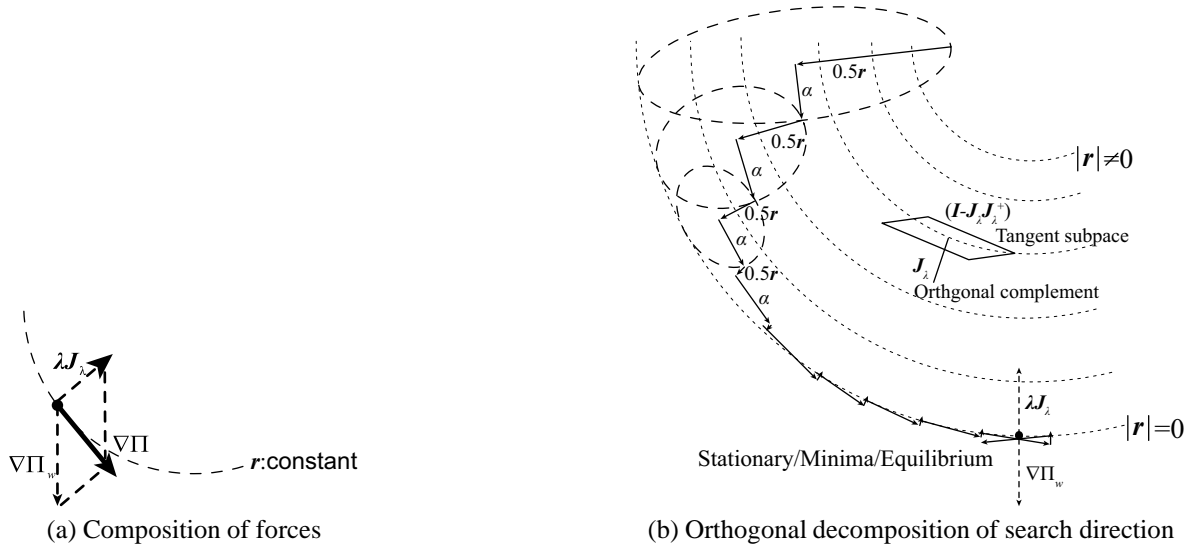 λJλ
∇Π
∇Πw
r:constant
(a) Composition of forces
0.5r
α
0.5r
α
0.5r
α
0.5r
α
|r|≠0
(I-JλJλ+)
Tangent subpace
Jλ
Orthgonal complement
λJλ
|r|=0
Stationary/Minima/Equilibrium
∇Πw
(b) Orthogonal decomposition of search direction